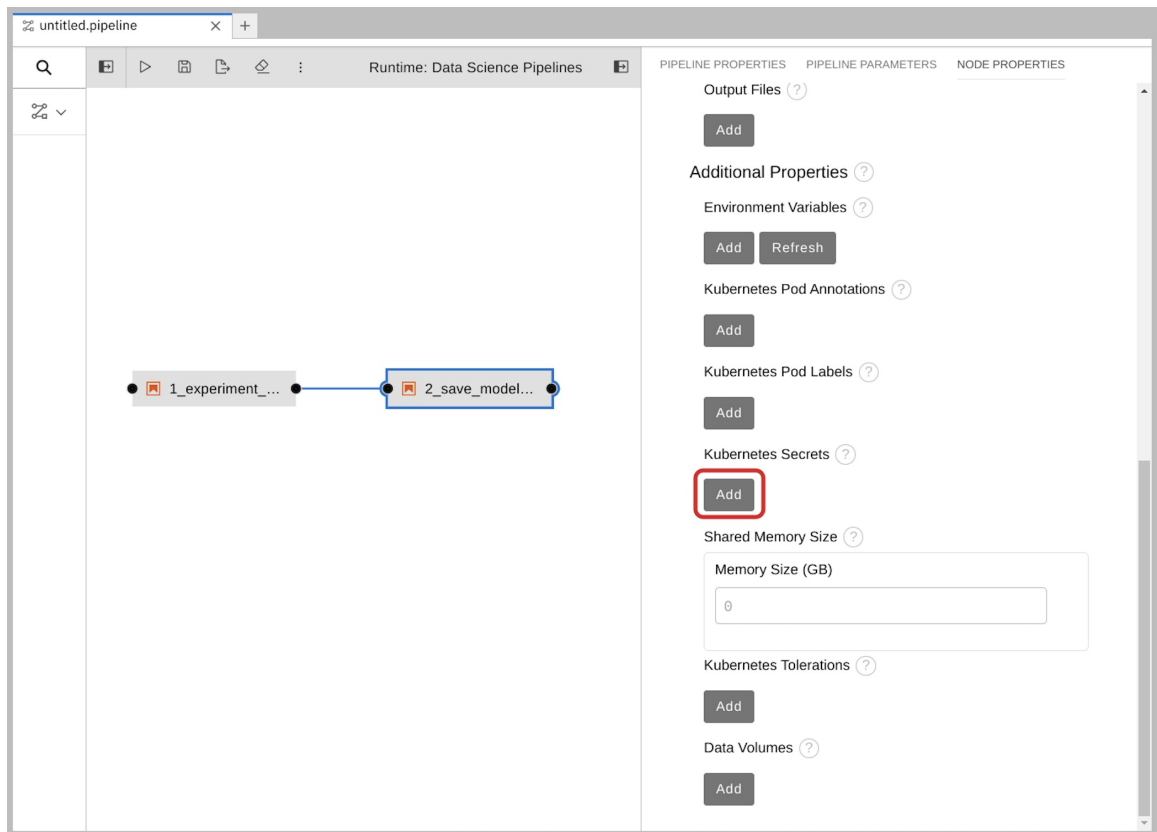 untitled.pipeline
Runtime: Data Science Pipelines
1_experiment_...
2_save_model...
PIPELINE PROPERTIES PIPELINE PARAMETERS NODE PROPERTIES
Output Files ?
Add
Additional Properties ?
Environment Variables ?
Add Refresh
Kubernetes Pod Annotations ?
Add
Kubernetes Pod Labels ?
Add
Kubernetes Secrets ?
Add
Shared Memory Size ?
Memory Size (GB)
0
Kubernetes Tolerations ?
Add
Data Volumes ?
Add